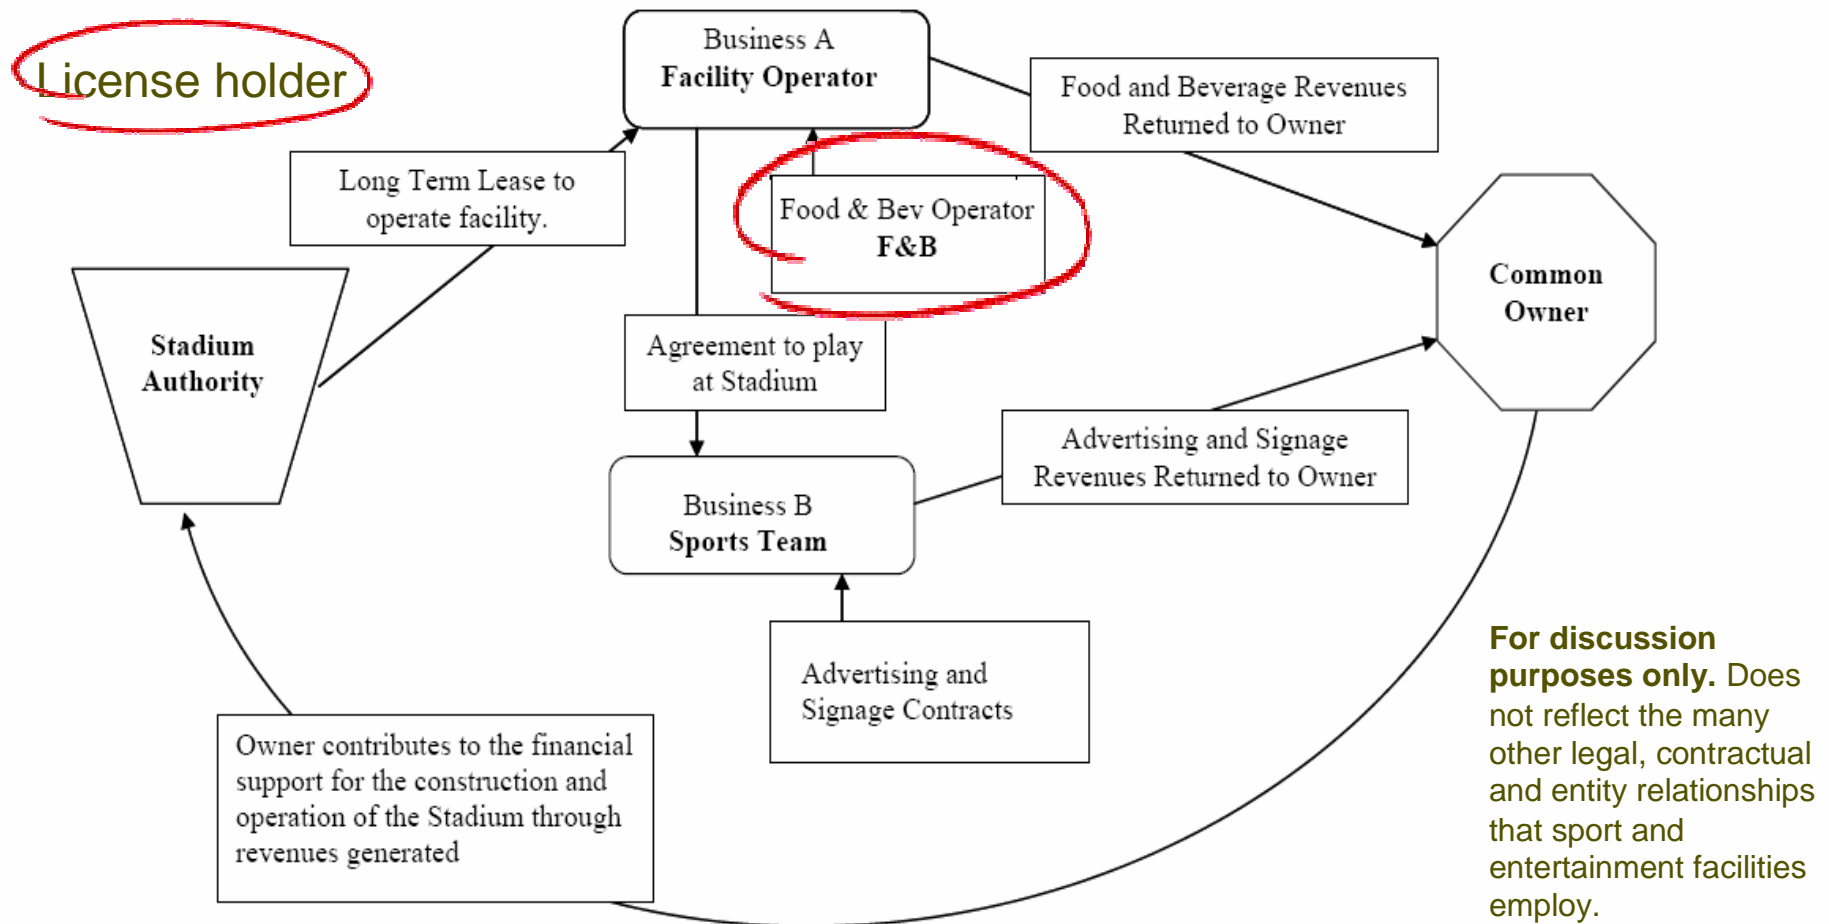 License holder
Business A
Facility Operator
Food and Beverage Revenues
Returned to Owner
Long Term Lease to
operate facility.
Food & Bev Operator
F&B
Common
Owner
Stadium
Authority
Agreement to play
at Stadium
Advertising and Signage
Revenues Returned to Owner
Business B
Sports Team
Advertising and
Signage Contracts
Owner contributes to the financial
support for the construction and
operation of the Stadium through
revenues generated
For discussion
purposes only. Does
not reflect the many
other legal, contractual
and entity relationships
that sport and
entertainment facilities
employ.